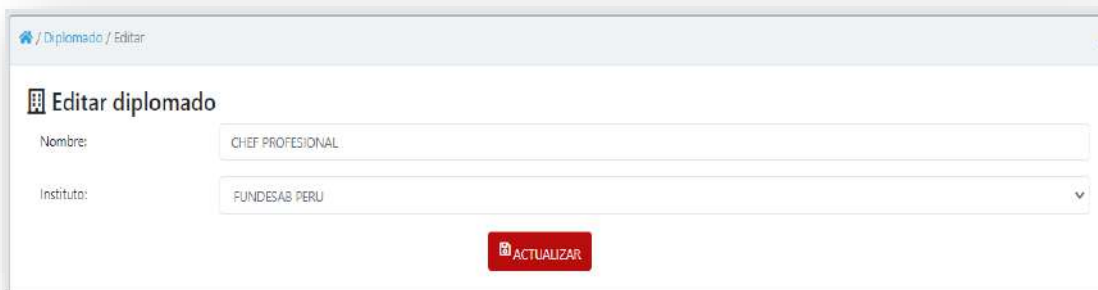 / Diplomado / Editar
Editar diplomado
Nombre: CHEF PROFESIONAL
Instituto: FUNDESAB PERU
ACTUALIZAR